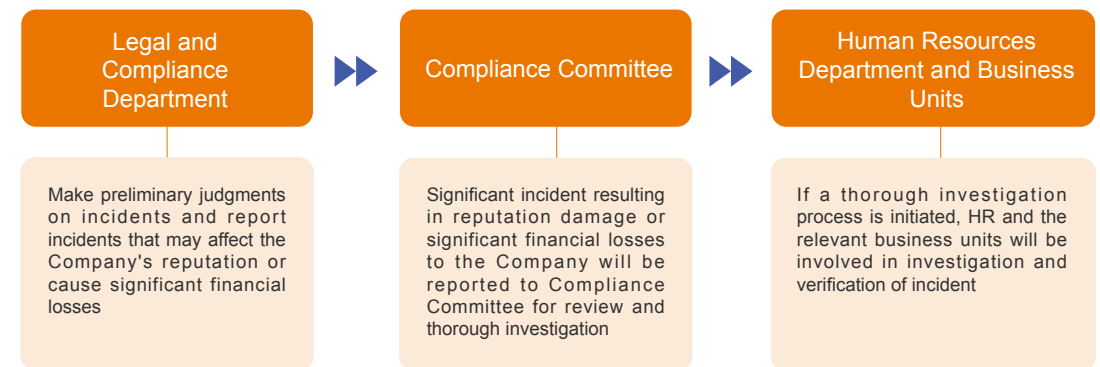 Legal and
Compliance
Department
Make preliminary judgments
on incidents and report
incidents that may affect the
Company's reputation or
cause significant financial
losses
Compliance Committee
Significant incident resulting
in reputation damage or
significant financial losses
to the Company will be
reported to Compliance
Committee for review and
thorough investigation
Human Resources
Department and Business
Units
If a thorough investigation
process is initiated, HR and the
relevant business units will be
involved in investigation and
verification of incident